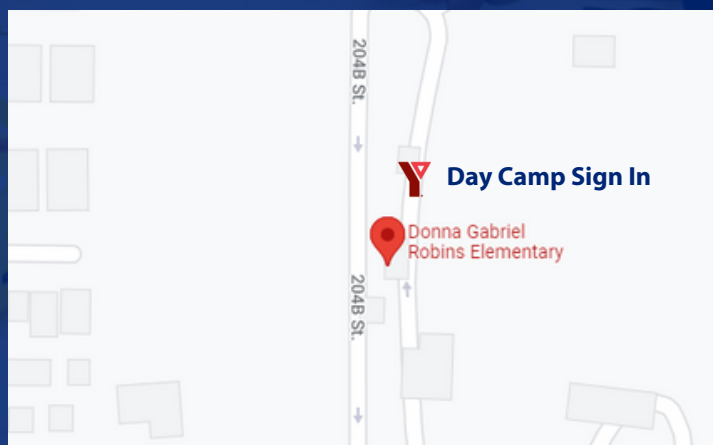 204B St.
Day Camp Sign In
Donna Gabriel
Robins Elementary
204B St.